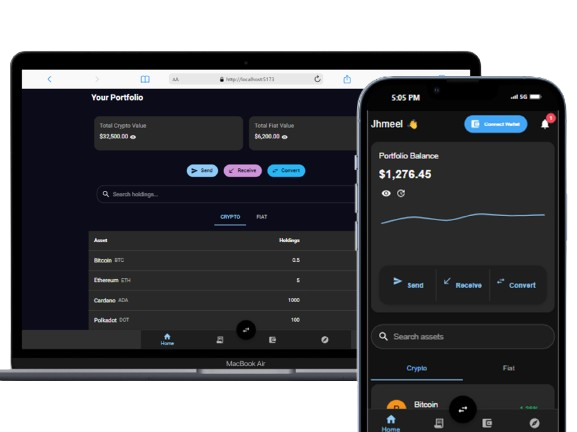 AA
http://localhost:5173
Your Portfolio
Total Crypto Value
$32,500.00
Total Fiat Value
$6,200.00
Send
Receive
Convert
Search holdings...
CRYPTO
FIAT
Asset
Holdings
Bitcoin BTC
0.5
Ethereum ETH
5
Cardano ADA
1000
Polkadot DOT
100
Home
MacBook Air
5:05 PM
5G
Jhmeel 👋
Connect Wallet
1
Portfolio Balance
$1,276.45
Send
Receive
Convert
Search assets
Crypto
Fiat
Bitcoin
Home